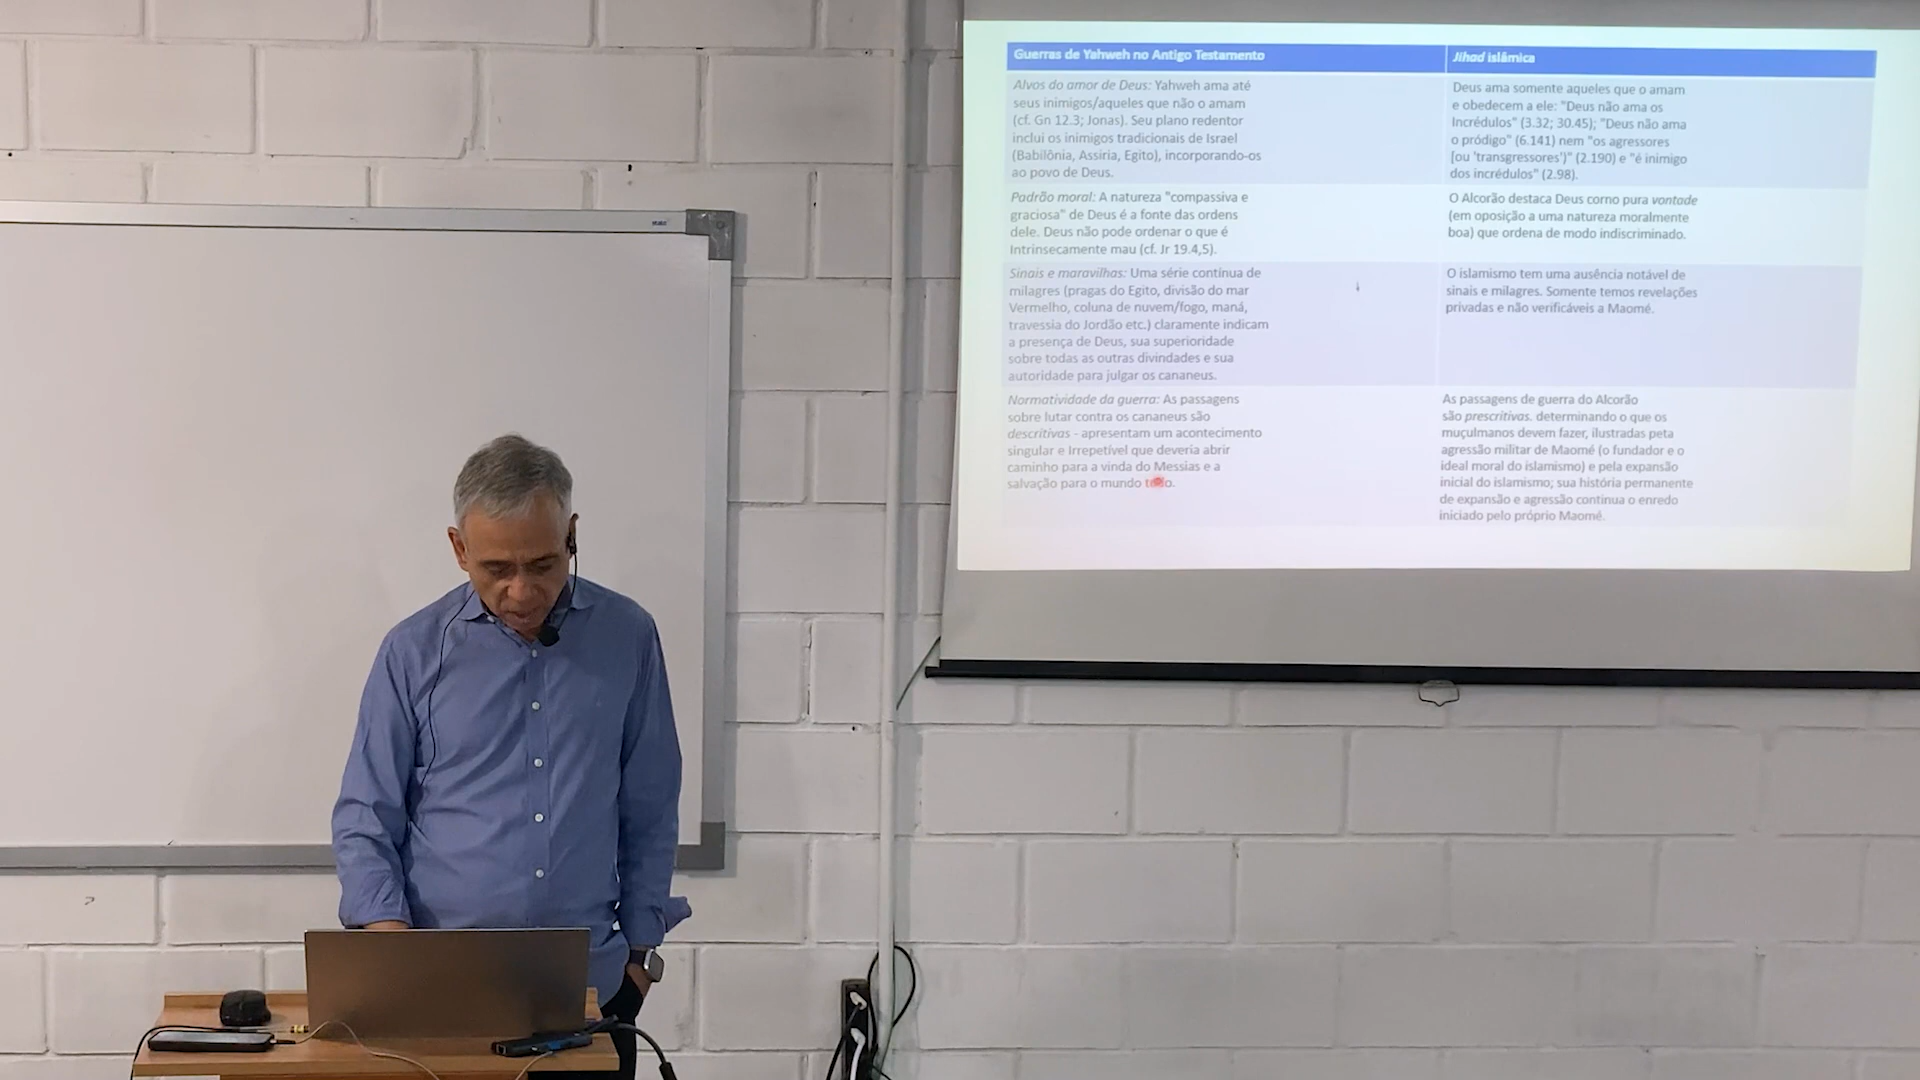 Guerras de Yahweh no Antigo Testamento
Alvos do amor de Deus: Yahweh ama até
seus inimigos/aqueles que não o amam
(cf. Gn 12.3; Jonas). Seu plano redentor
inclui os inimigos tradicionais de Israel
(Babilônia, Assiria, Egito), incorporando-os
ao povo de Deus.
Padrão moral: A natureza "compassiva e
graciosa" de Deus é a fonte das ordens
dele. Deus não pode ordenar o que é
Intrinsecamente mau (cf. Jr 19.4,5).
Sinais e maravilhas: Uma série contínua de
milagres (pragas do Egito, divisão do mar
Vermelho, coluna de nuvem/fogo, maná,
travessia do Jordão etc.) claramente indicam
a presença de Deus, sua superioridade
sobre todas as outras divindades e sua
autoridade para julgar os cananeus.
Normatividade da guerra: As passagens
sobre lutar contra os cananeus são
descritivas - apresentam um acontecimento
singular e Irrepetível que deveria abrir
caminho para a vinda do Messias e a
salvação para o mundo todo.
Jihad islâmica
Deus ama somente aqueles que o amam
e obedecem a ele: "Deus não ama os
Incrédulos" (3.32; 30.45); "Deus não ama
o pródigo" (6.141) nem "os agressores
[ou 'transgressores')" (2.190) e "é inimigo
dos incrédulos" (2.98).
O Alcorão destaca Deus corno pura vontade
(em oposição a uma natureza moralmente
boa) que ordena de modo indiscriminado.
O islamismo tem uma ausência notável de
sinais e milagres. Somente temos revelações
privadas e não verificáveis a Maomé.
As passagens de guerra do Alcorão
são prescritivas. determinando o que os
muçulmanos devem fazer, ilustradas peta
agressão militar de Maomé (o fundador e o
ideal moral do islamismo) e pela expansão
inicial do islamismo; sua história permanente
de expansão e agressão continua o enredo
iniciado pelo próprio Maomé.